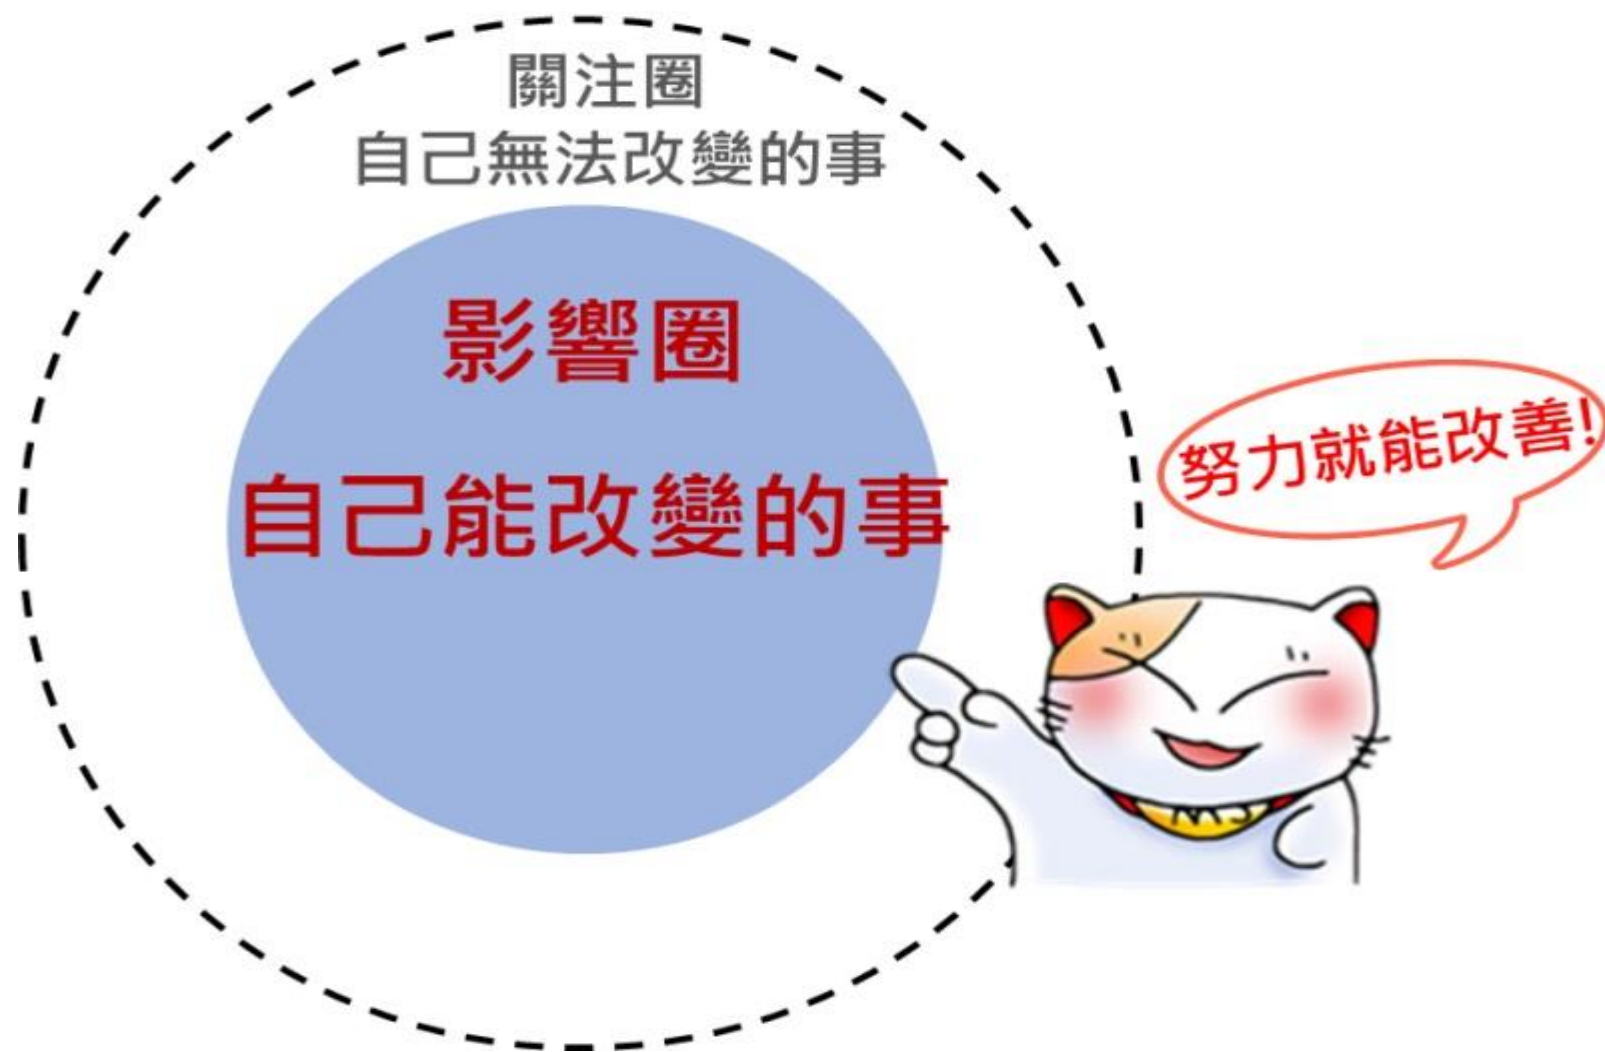 關注圈
自己無法改變的事
影響圈
自己能改變的事
努力就能改善!